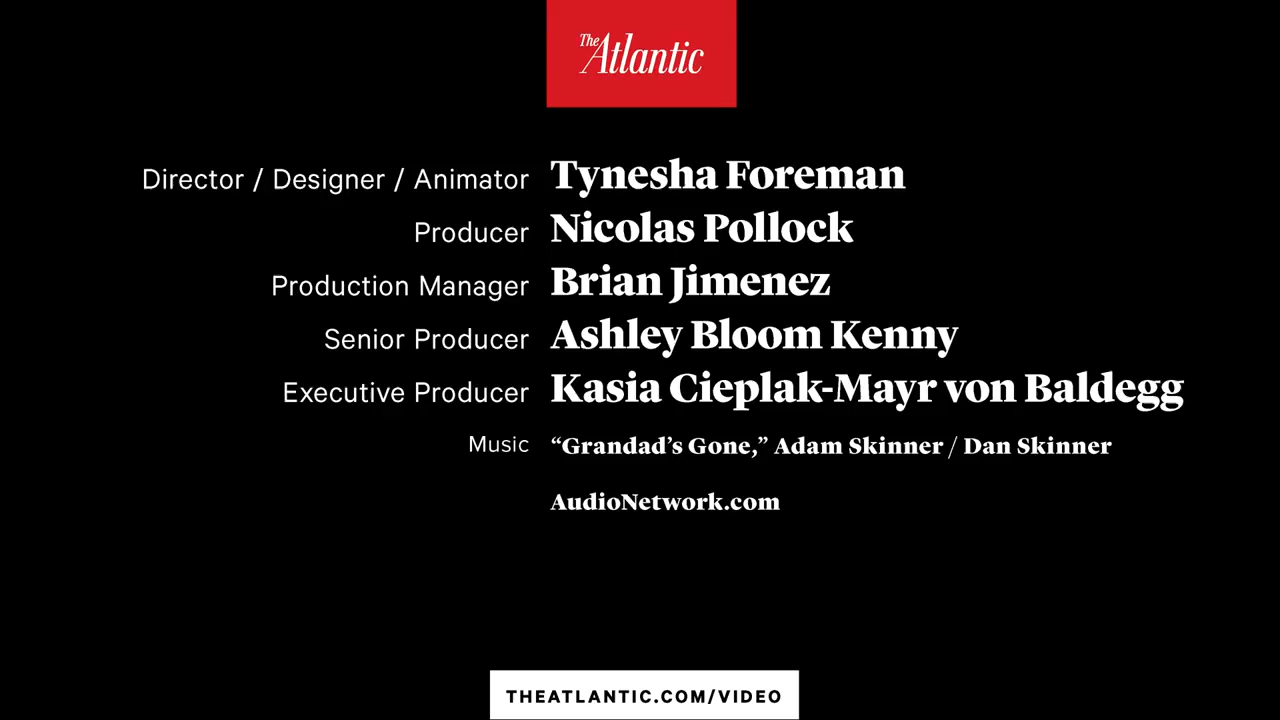 The Atlantic
Director / Designer / Animator Tynesha Foreman
Producer Nicolas Pollock
Production Manager Brian Jimenez
Senior Producer Ashley Bloom Kenny
Executive Producer Kasia Cieplak-Mayr von Baldegg
Music “Grandad’s Gone,” Adam Skinner / Dan Skinner
AudioNetwork.com
THEATLANTIC.COM/VIDEO